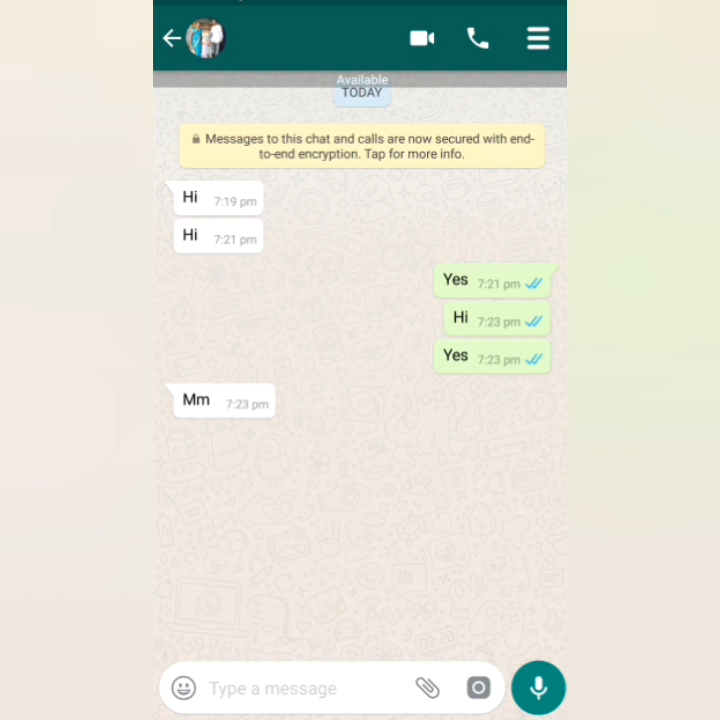 Available
TODAY
Messages to this chat and calls are now secured with end-
to-end encryption. Tap for more info.
Hi 7:19 pm
Hi 7:21 pm
Yes 7:21 pm
Hi 7:23 pm
Yes 7:23 pm
Mm 7:23 pm
Type a message